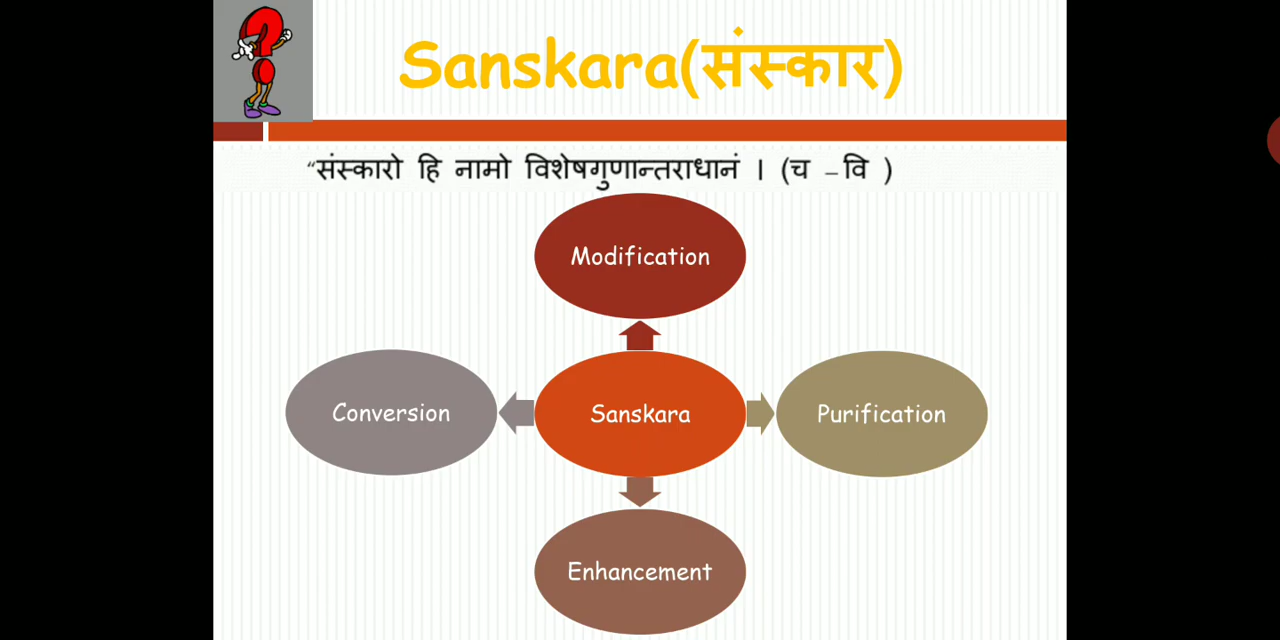 Sanskara(संस्कार)
“संस्कारो हि नामो विशेषगुणान्तराधानं । (च – वि )
Modification
Conversion
Sanskara
Purification
Enhancement